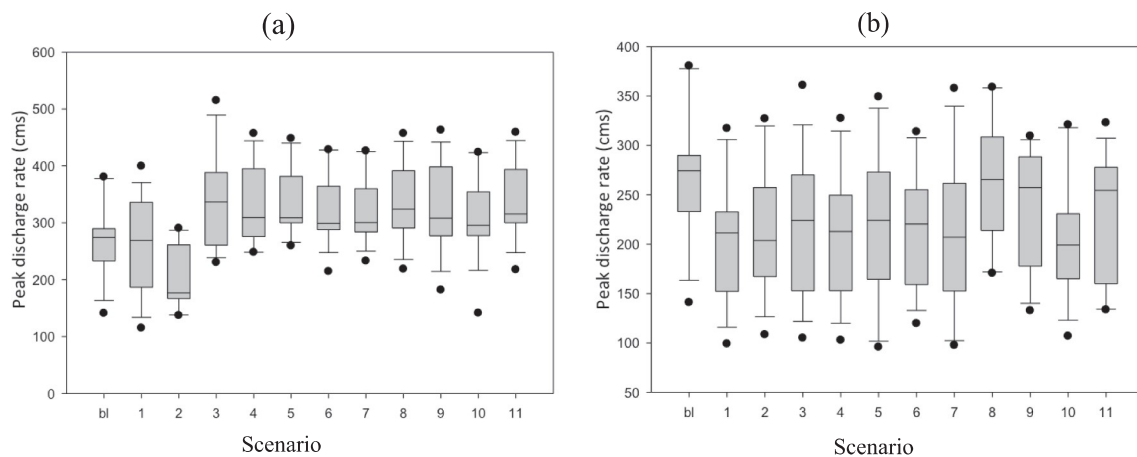 (a)
600
500
400
300
200
100
0
Peak discharge rate (cms)
bl 1 2 3 4 5 6 7 8 9 10 11
Scenario
(b)
400
350
300
250
200
150
100
50
Peak discharge rate (cms)
bl 1 2 3 4 5 6 7 8 9 10 11
Scenario